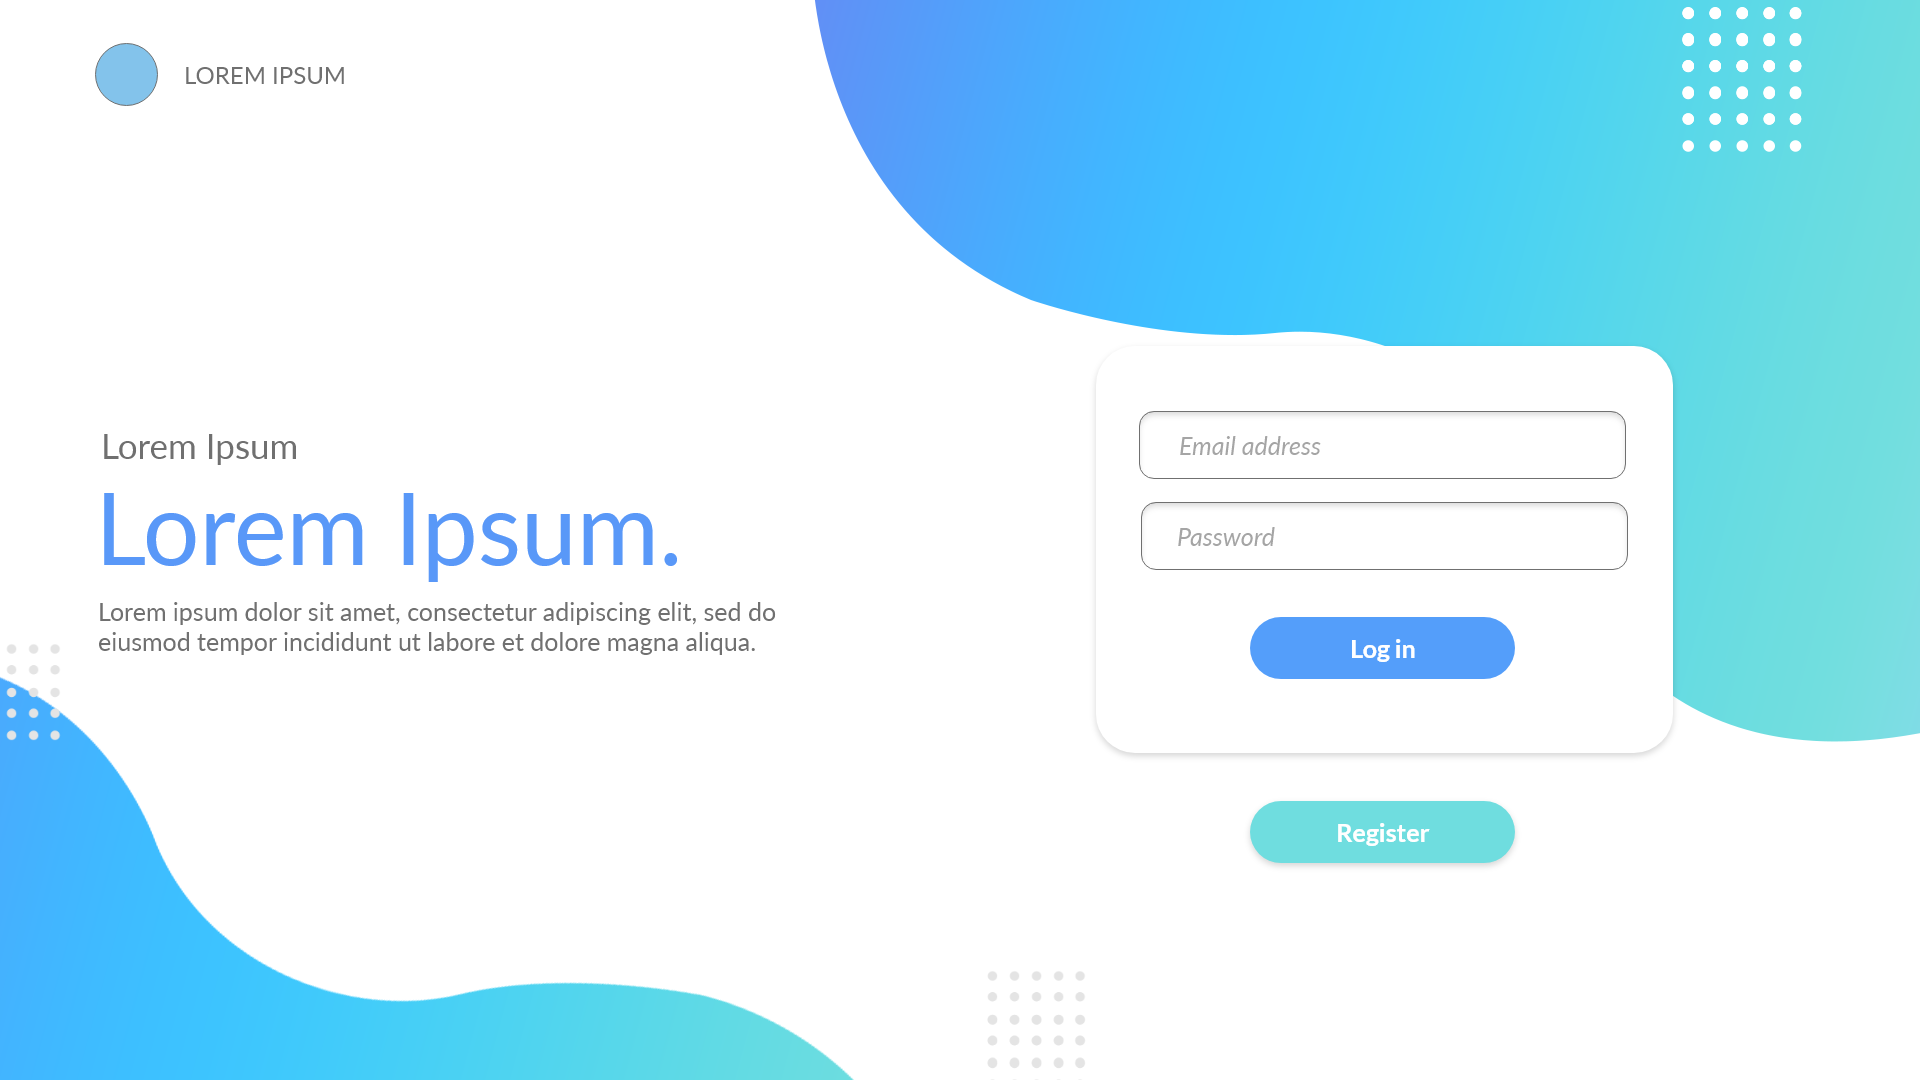 LOREM IPSUM
Lorem Ipsum
Lorem Ipsum.
Lorem ipsum dolor sit amet, consectetur adipiscing elit, sed do
eiusmod tempor incididunt ut labore et dolore magna aliqua.
Email address
Password
Log in
Register